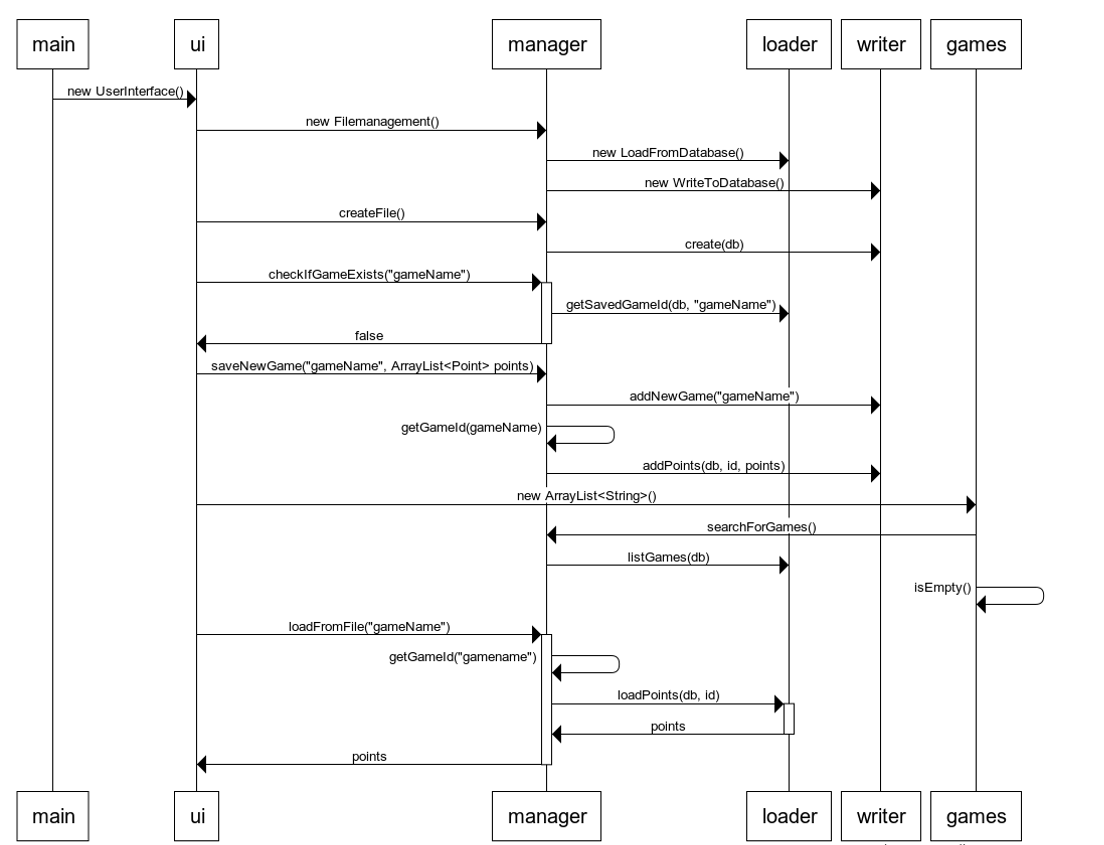 main ui manager loader writer games
new UserInterface()
new Filemanagement()
new LoadFromDatabase()
new WriteToDatabase()
createFile()
create(db)
checkIfGameExists("gameName")
getSavedGameId(db, "gameName")
false
saveNewGame("gameName", ArrayList<Point> points)
addNewGame("gameName")
getGameId(gameName)
addPoints(db, id, points)
new ArrayList<String>()
searchForGames()
listGames(db)
isEmpty()
loadFromFile("gameName")
getGameId("gamename")
loadPoints(db, id)
points
points
main ui manager loader writer games